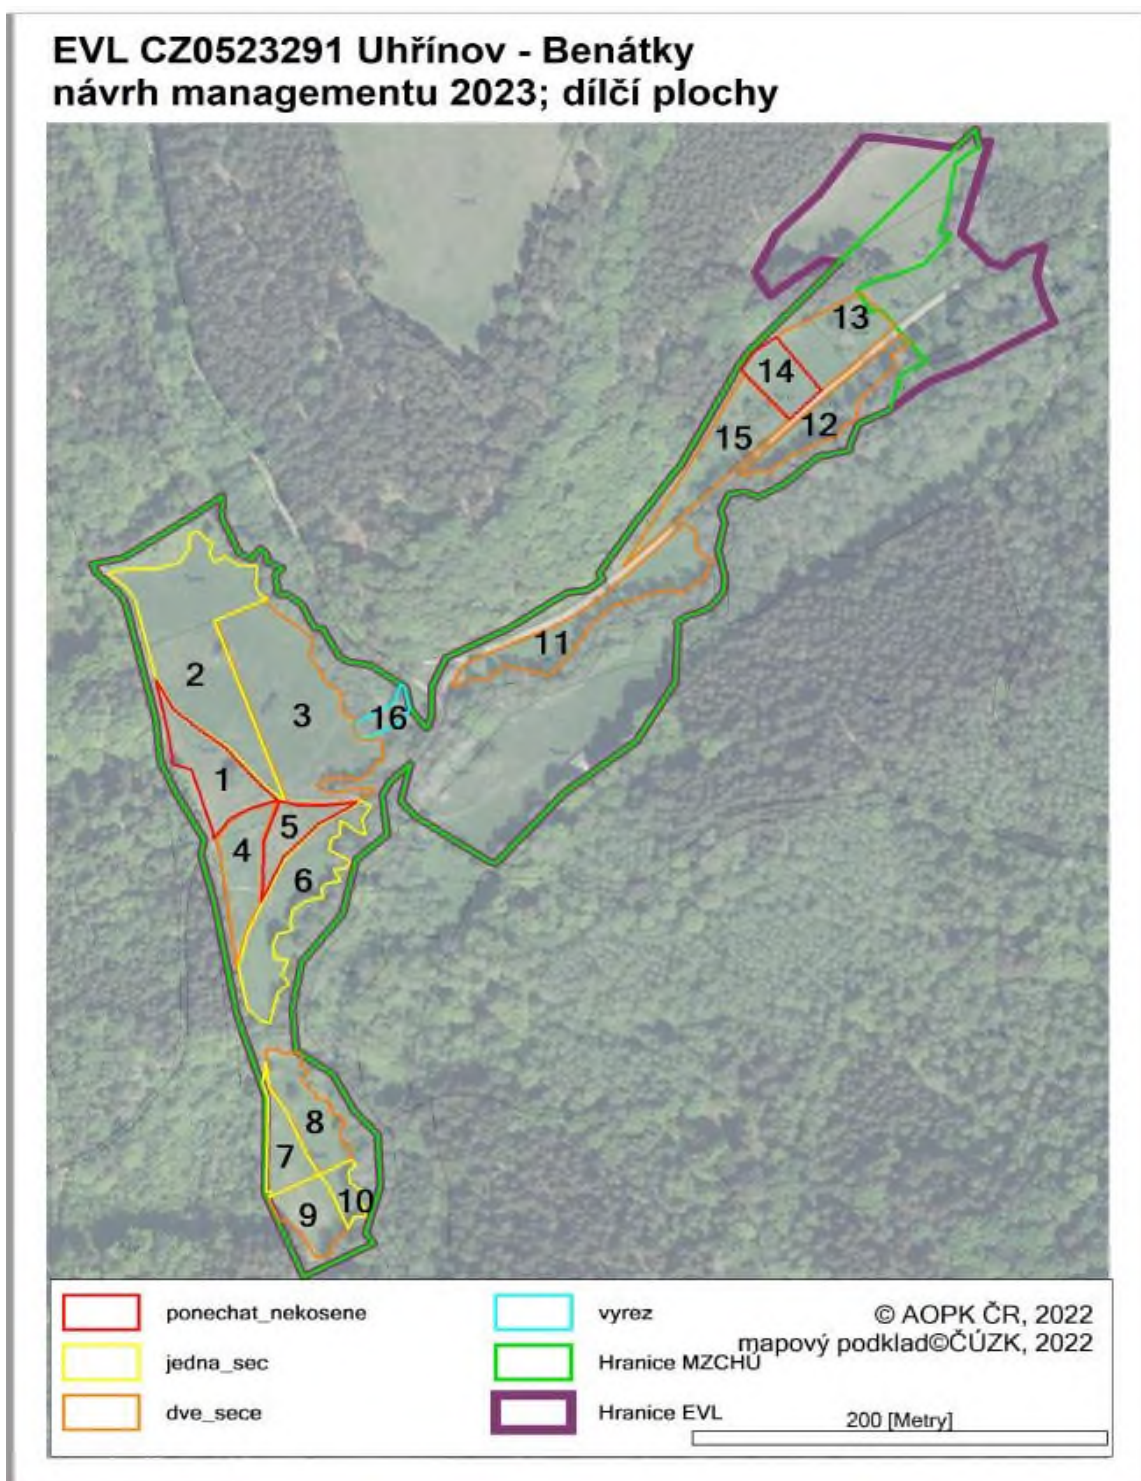 EVL CZ0523291 Uhřínov - Benátky
návrh managementu 2023; dílčí plochy
13
14
12
15
11
2
3
16
1
5
4
6
8
7
10
9
ponechat_nekosene
jedna_sec
dve_sece
vyrez
Hranice MZCHÚ
Hranice EVL
© AOPK ČR, 2022
mapový podklad©ČÚZK, 2022
200 [Metry]